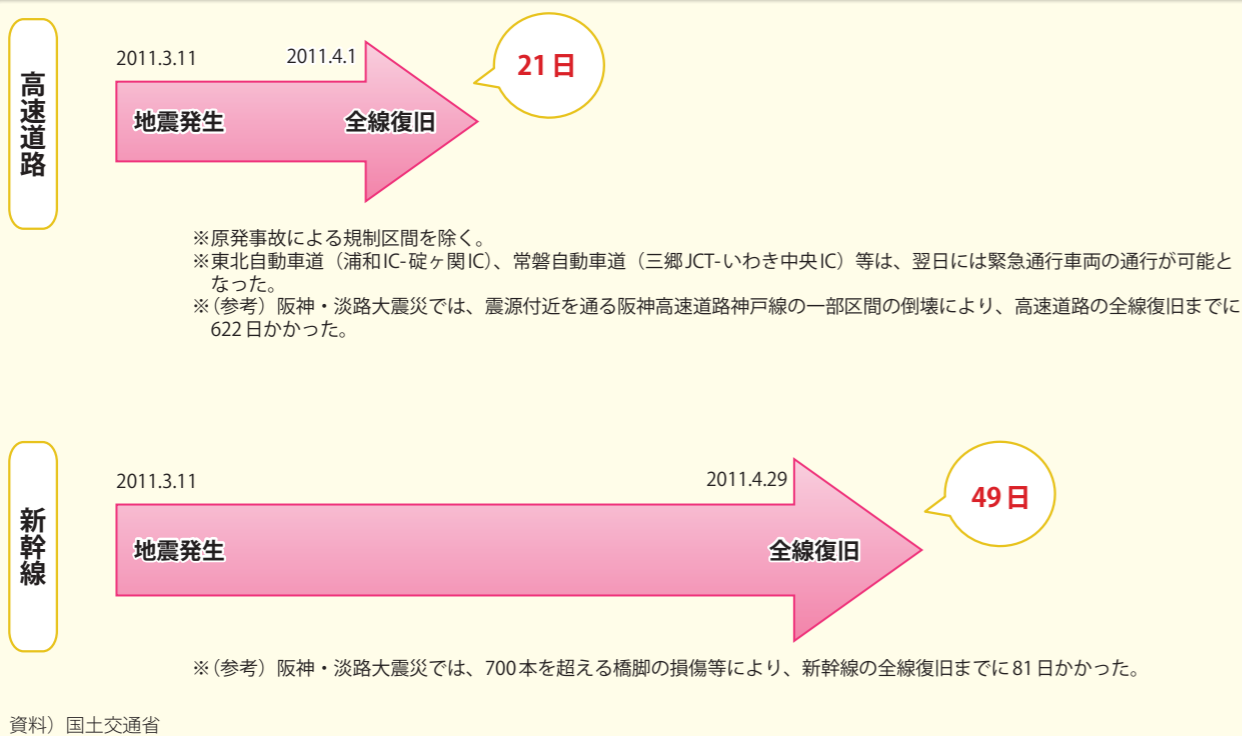 高速道路
2011.3.11
2011.4.1
21日
地震発生
全線復旧
※原発事故による規制区間を除く。
※東北自動車道（浦和IC-碇ヶ関IC）、常磐自動車道（三郷JCT-いわき中央IC）等は、翌日には緊急通行車両の通行が可能と
なった。
※（参考）阪神・淡路大震災では、震源付近を通る阪神高速道路神戸線の一部区間の倒壊により、高速道路の全線復旧までに
622日かかった。
新幹線
2011.3.11
2011.4.29
49日
地震発生
全線復旧
※（参考）阪神・淡路大震災では、700本を超える橋脚の損傷等により、新幹線の全線復旧までに81日かかった。
資料）国土交通省